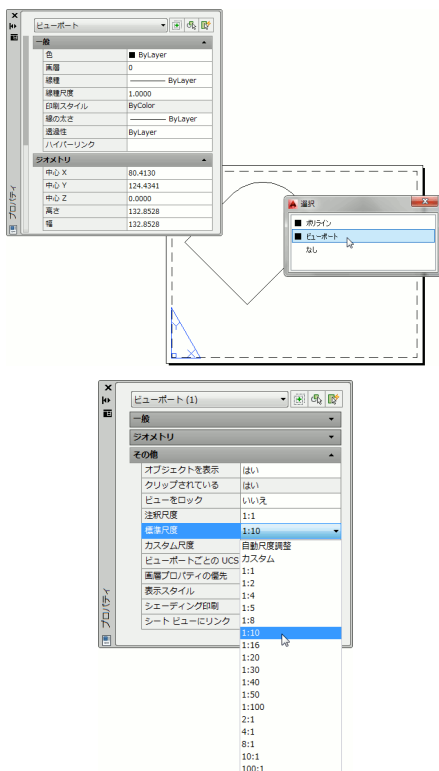 ビューポート
一般
色 ByLayer
画層 0
線種 ByLayer
線種尺度 1.0000
印刷スタイル ByColor
線の太さ ByLayer
透過性 ByLayer
ハイパーリンク
ジオメトリ
中心 X 80.4130
中心 Y 124.4341
中心 Z 0.0000
高さ 132.8528
幅 132.8528
プロパティ
選択
ポリライン
ビューポート
なし
Y
X
ビューポート (1)
一般
ジオメトリ
その他
オブジェクトを表示 はい
クリップされている はい
ビューをロック いいえ
注釈尺度 1:1
標準尺度 1:10
カスタム尺度 自動尺度調整
ビューポートごとの UCS カスタム
画層プロパティの優先 1:1
表示スタイル 1:4
シェーディング印刷 1:5
シート ビューにリンク 1:8
1:2
1:10
1:16
1:20
1:30
1:40
1:50
1:100
2:1
4:1
8:1
10:1
100:1
プロパティ